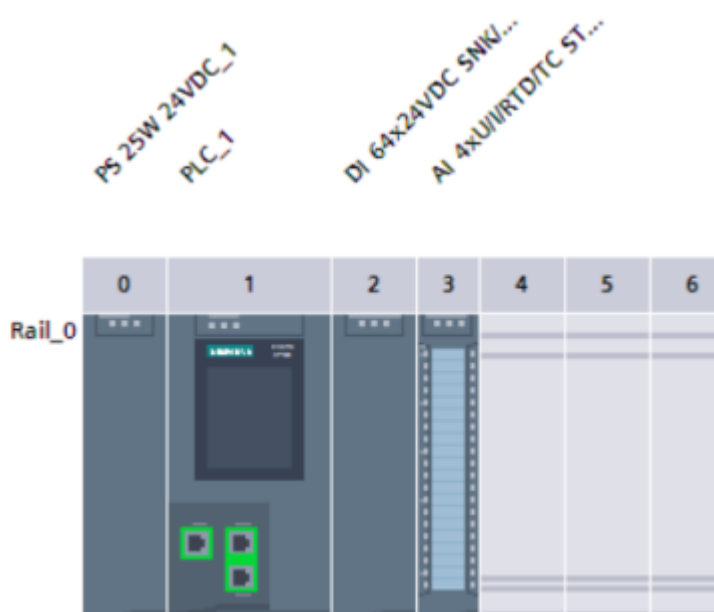 PS 25W 24VDC_1
PLC_1
DI 64x24VDC SNK/...
AI 4xU/I/RTD/TC ST...
0 1 2 3 4 5 6
Rail_0
SIEMENS